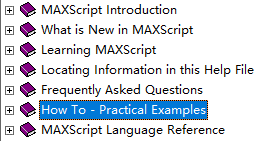 MAXScript Introduction
What is New in MAXScript
Learning MAXScript
Locating Information in this Help File
Frequently Asked Questions
How To - Practical Examples
MAXScript Language Reference